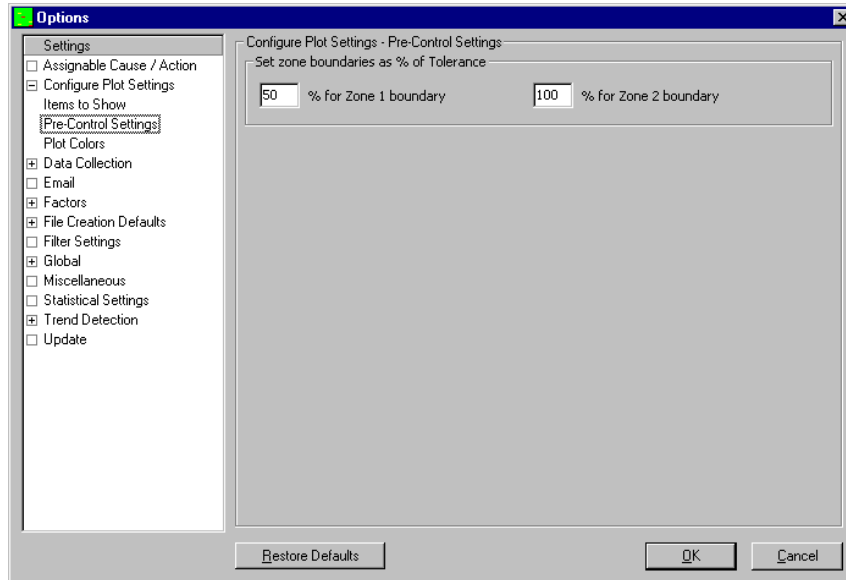 Options
Settings
Assignable Cause / Action
Configure Plot Settings
Items to Show
Pre-Control Settings
Plot Colors
Data Collection
Email
Factors
File Creation Defaults
Filter Settings
Global
Miscellaneous
Statistical Settings
Trend Detection
Update
Configure Plot Settings - Pre-Control Settings
Set zone boundaries as % of Tolerance
50 % for Zone 1 boundary 100 % for Zone 2 boundary
Restore Defaults OK Cancel